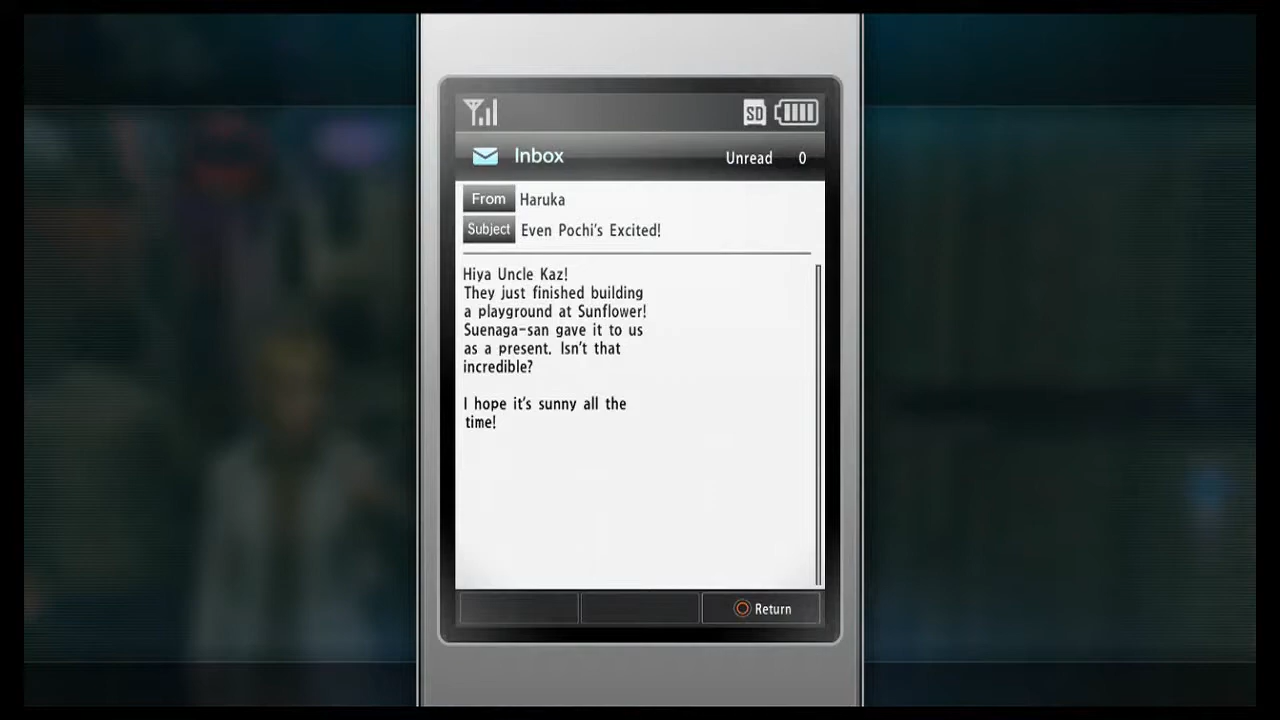 SD
Inbox
Unread 0
From Haruka
Subject Even Pochi's Excited!
Hiya Uncle Kaz!
They just finished building
a playground at Sunflower!
Suenaga-san gave it to us
as a present. Isn't that
incredible?
I hope it's sunny all the
time!
Return